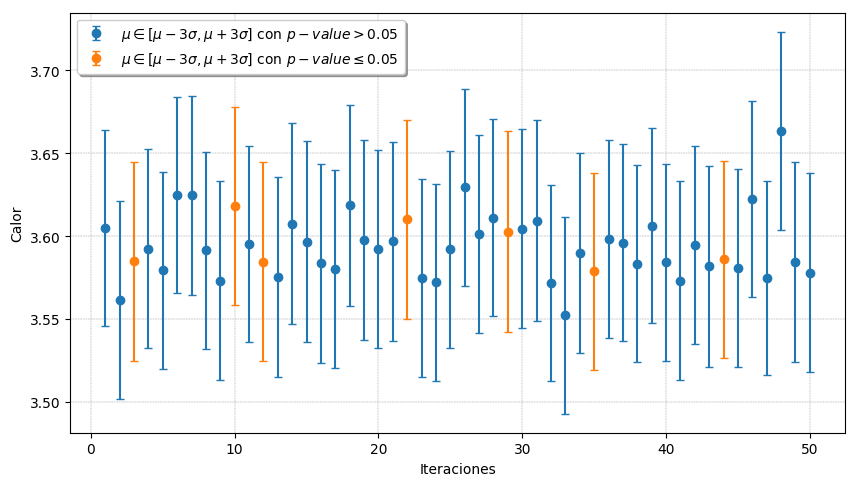 μ ∈ [μ − 3σ, μ + 3σ] con p − value > 0.05
μ ∈ [μ − 3σ, μ + 3σ] con p − value ≤ 0.05
3.70
3.65
3.60
3.55
3.50
Calor
0 10 20 30 40 50
Iteraciones